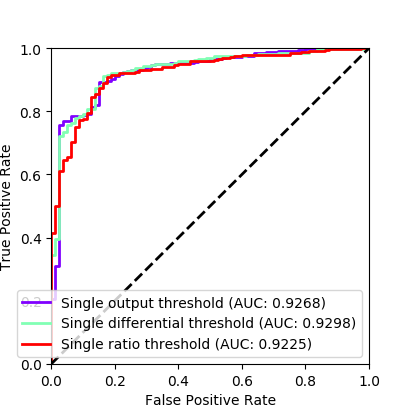 1.0
0.8
0.6
0.4
0.2
0.0
True Positive Rate
Single output threshold (AUC: 0.9268)
Single differential threshold (AUC: 0.9298)
Single ratio threshold (AUC: 0.9225)
0.0 0.2 0.4 0.6 0.8 1.0
False Positive Rate